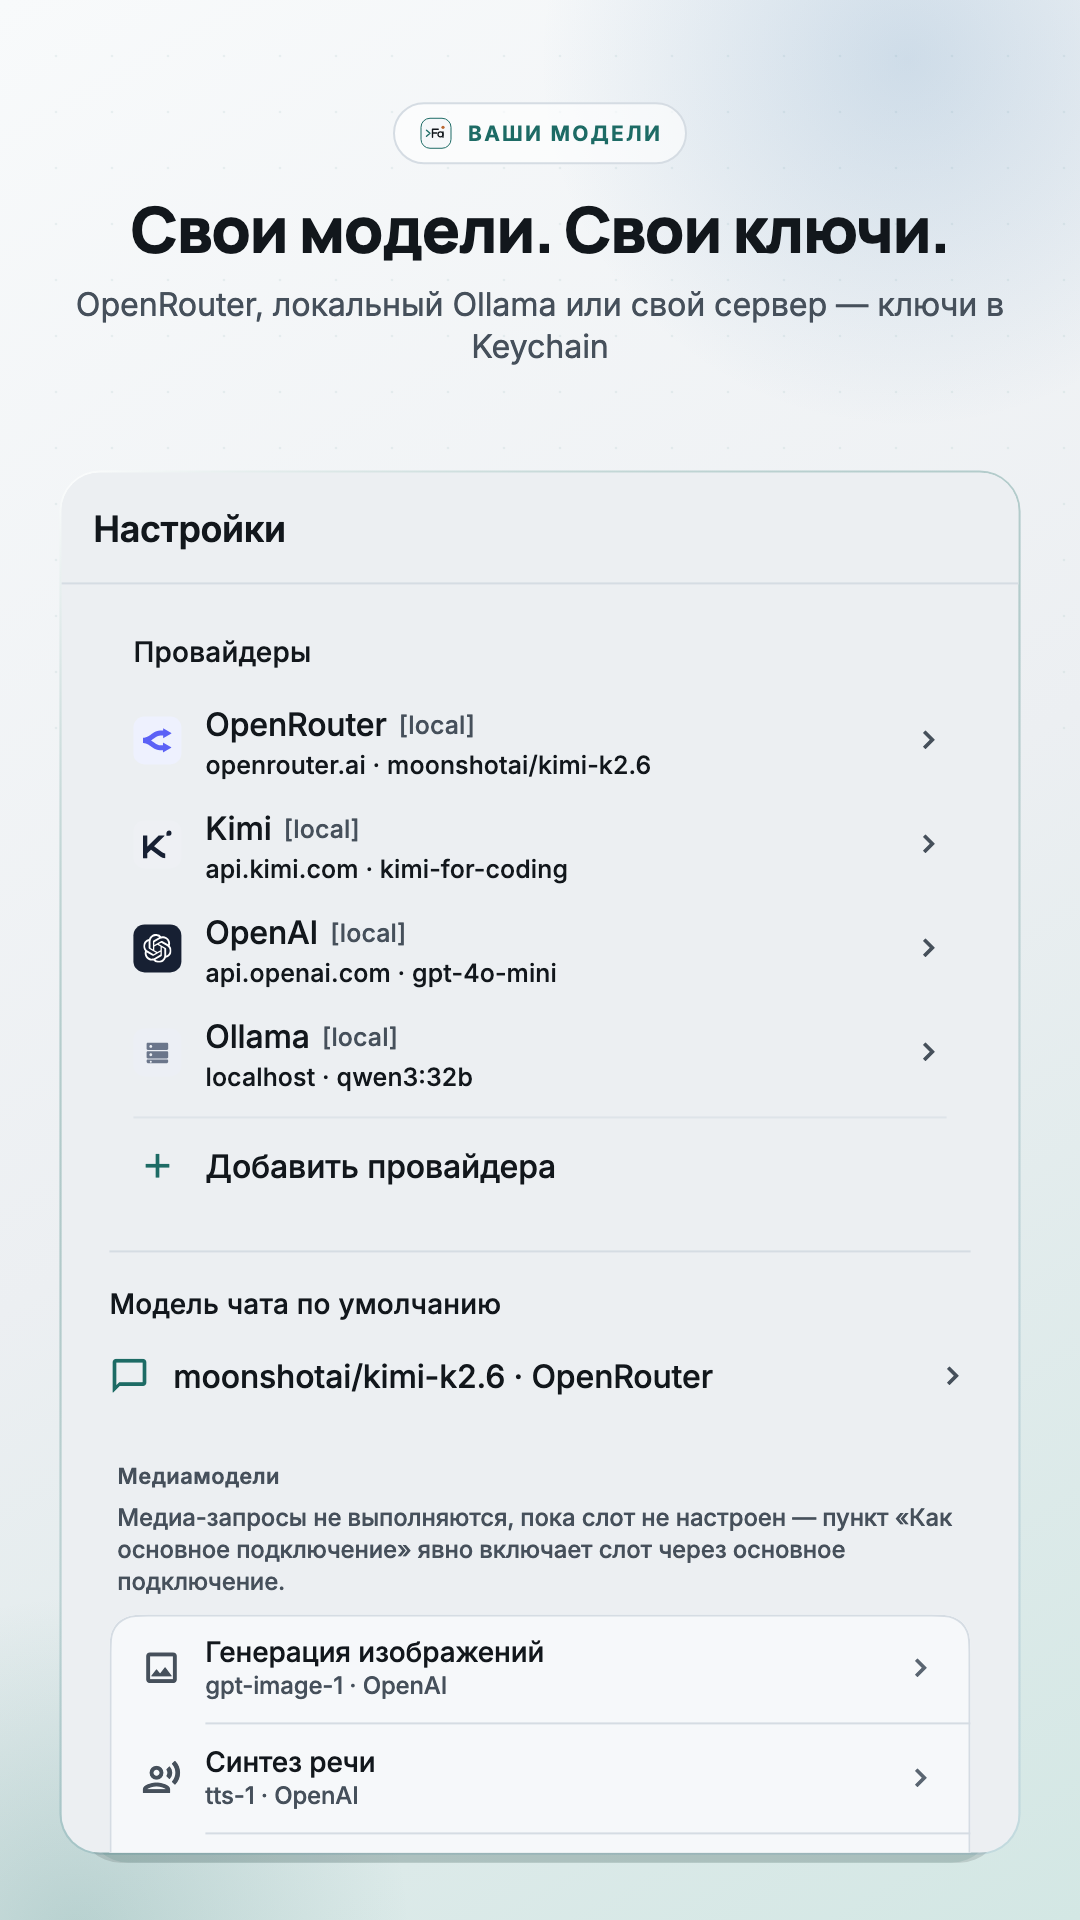 >Fa ВАШИ МОДЕЛИ
Свои модели. Свои ключи.
OpenRouter, локальный Ollama или свой сервер — ключи в
Keychain
Настройки
Провайдеры
OpenRouter [local]
openrouter.ai · moonshotai/kimi-k2.6
Kimi [local]
api.kimi.com · kimi-for-coding
OpenAI [local]
api.openai.com · gpt-4o-mini
Ollama [local]
localhost · qwen3:32b
Добавить провайдера
Модель чата по умолчанию
moonshotai/kimi-k2.6 · OpenRouter
Медиамодели
Медиа-запросы не выполняются, пока слот не настроен — пункт «Как
основное подключение» явно включает слот через основное
подключение.
Генерация изображений
gpt-image-1 · OpenAI
Синтез речи
tts-1 · OpenAI